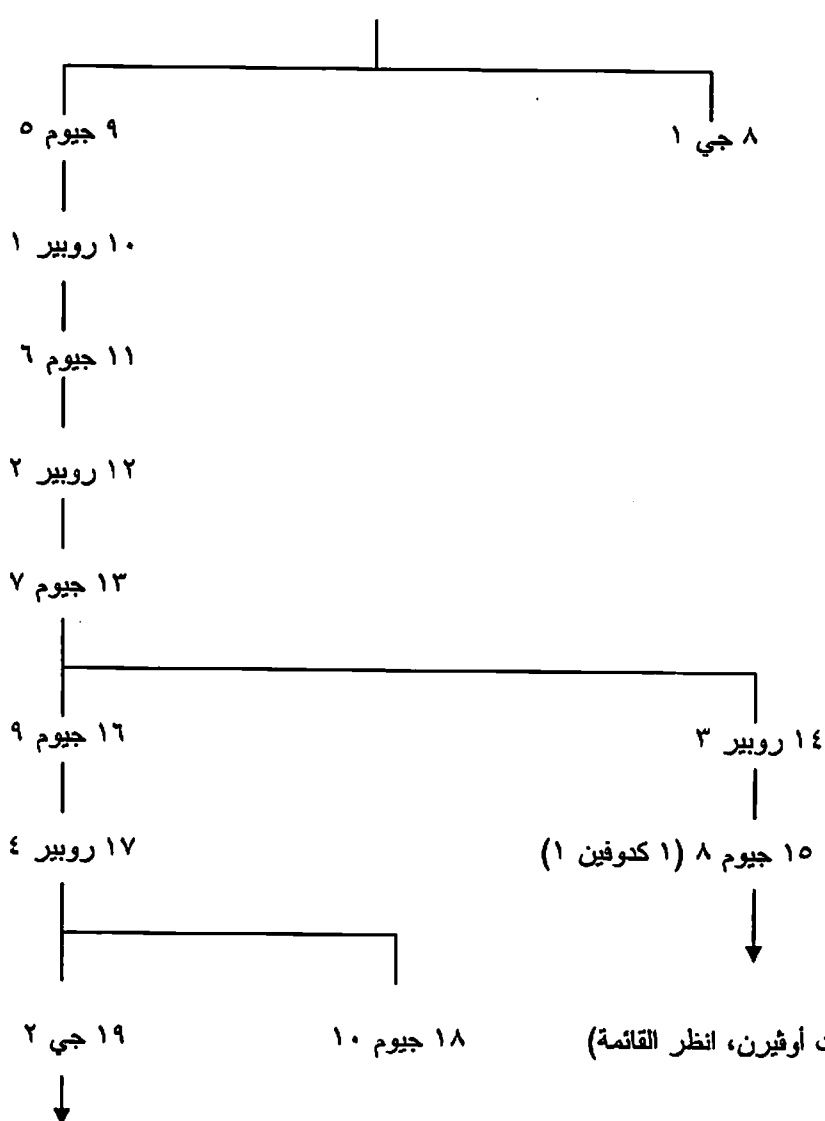 ٨ جي ١
٩ جيوم ٥
١٠ روبير ١
١١ جيوم ٦
١٢ روبير ٢
١٣ جيوم ٧
١٤ روبير ٣
١٦ جيوم ٩
١٥ جيوم ٨ (١ كدوفين ١)
١٧ روبير ٤
أوڤيرن، انظر القائمة)
١٨ جيوم ١٠
١٩ جي ٢